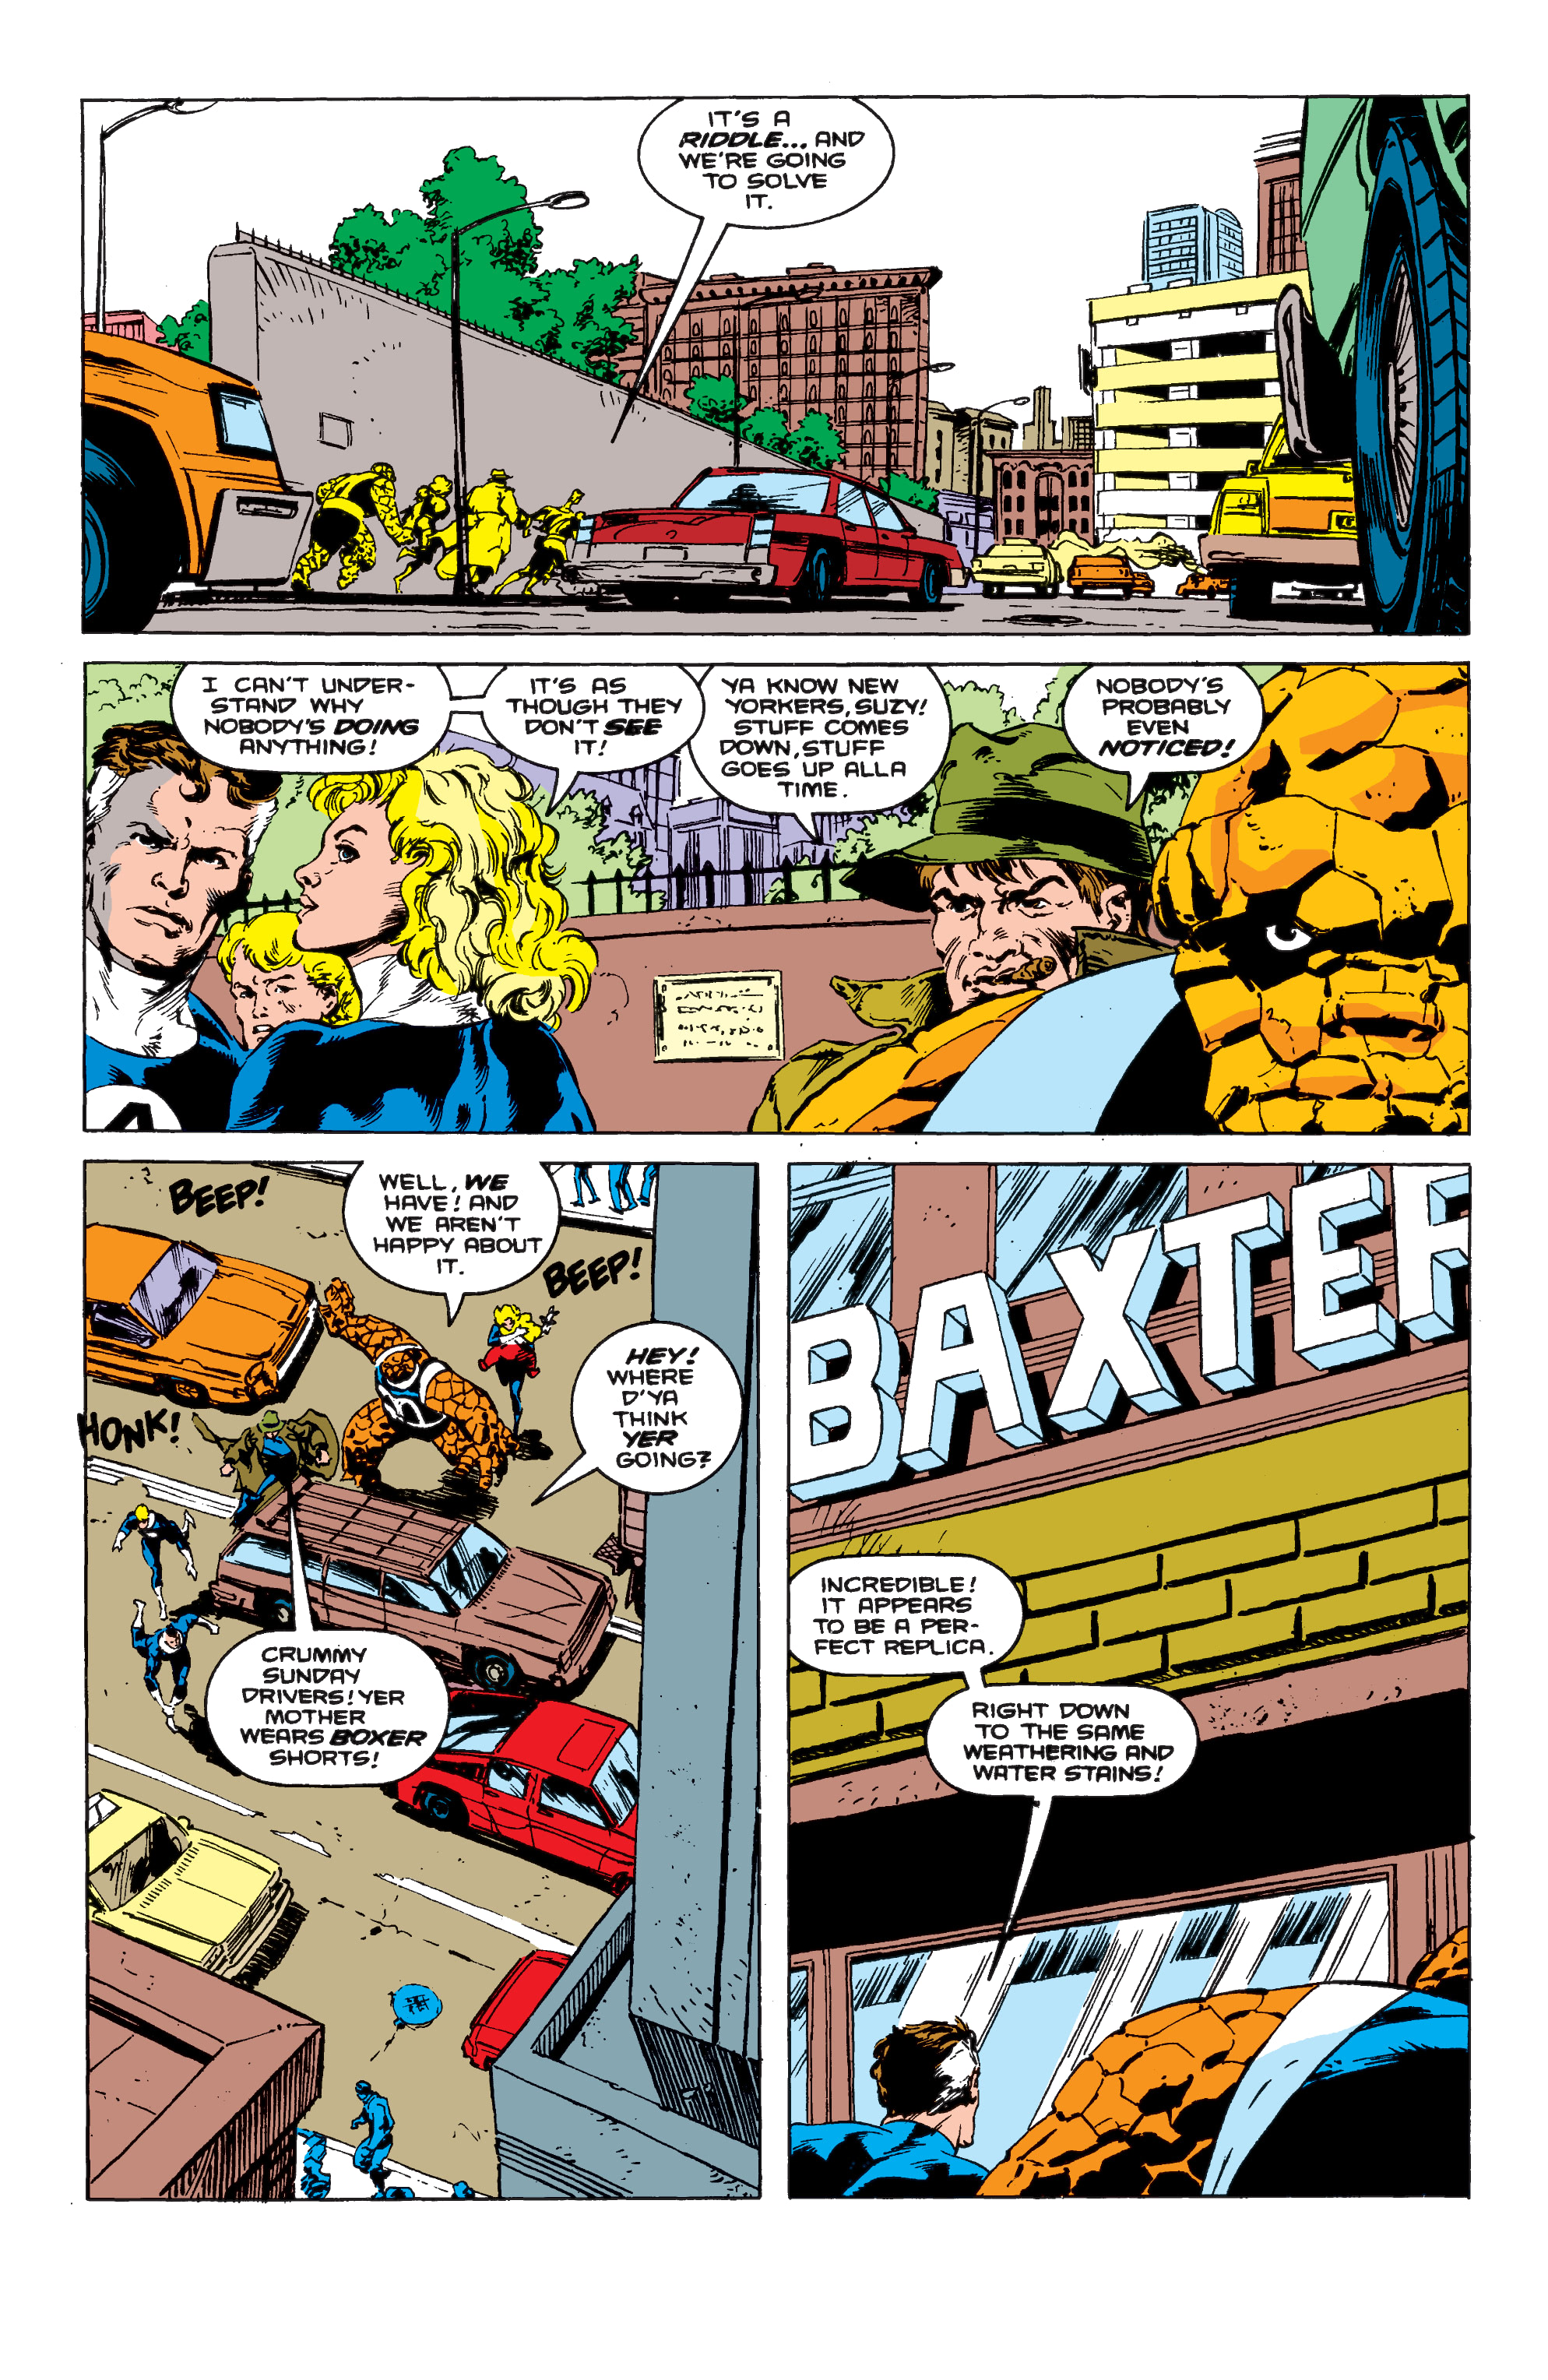 IT'S A
RIDDLE... AND
WE'RE GOING
TO SOLVE
IT.
I CAN'T UNDER-
STAND WHY
NOBODY'S DOING
ANYTHING!
IT'S AS
THOUGH THEY
DON'T SEE
IT!
YA KNOW NEW
YORKERS, SUZY!
STUFF COMES
DOWN, STUFF
GOES UP ALLA
TIME.
NOBODY'S
PROBABLY
EVEN
NOTICED!
BEEP!
WELL, WE
HAVE! AND
WE AREN'T
HAPPY ABOUT
IT.
BEEP!
HEY!
WHERE
D'YA
THINK
YER
GOING?
HONK!
CRUMMY
SUNDAY
DRIVERS! YER
MOTHER
WEARS BOXER
SHORTS!
BAXTER
INCREDIBLE!
IT APPEARS
TO BE A PER-
FECT REPLICA.
RIGHT DOWN
TO THE SAME
WEATHERING AND
WATER STAINS!